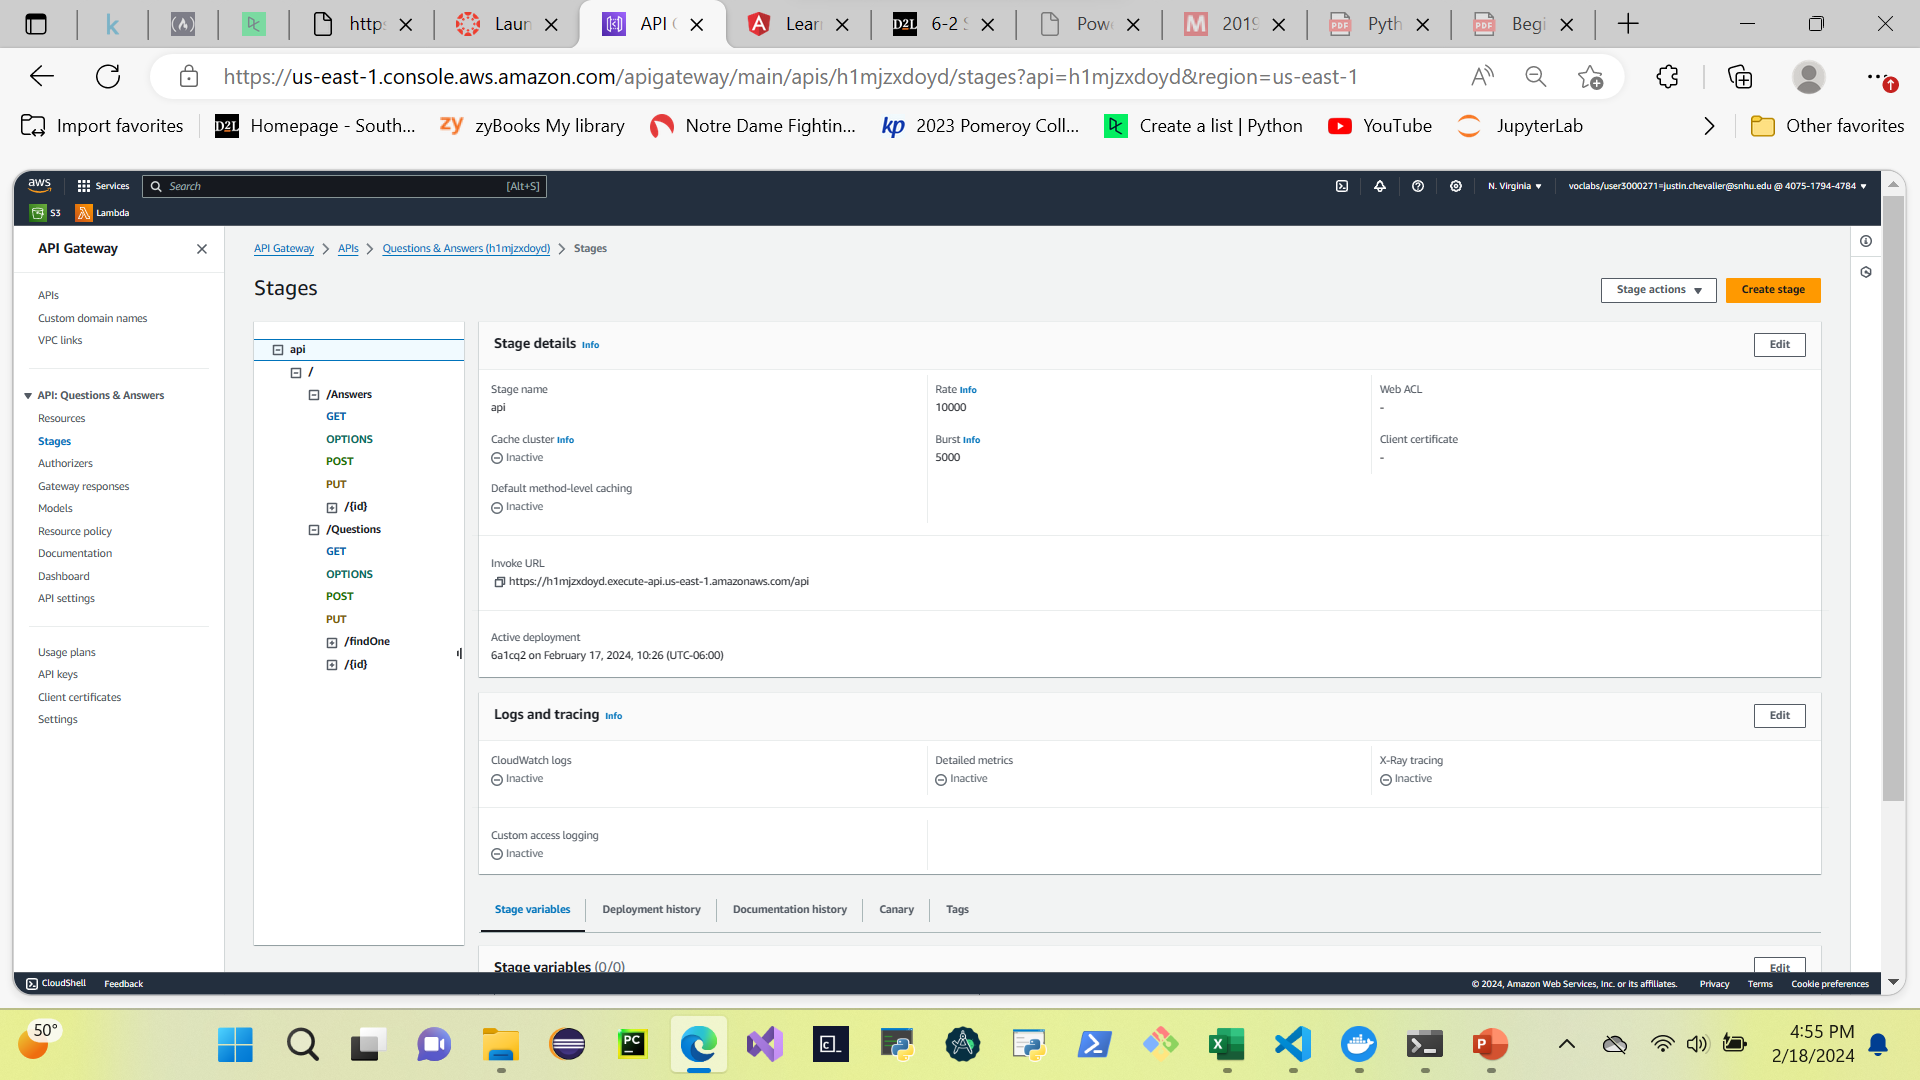 https
Laun
API
Lear
6-2
Powe
2019
Pyth
Begi
https://us-east-1.console.aws.amazon.com/apigateway/main/apis/h1mjzxdoyd/stages?api=h1mjzxdoyd&region=us-east-1
Import favorites
Homepage - South...
zyBooks My library
Notre Dame Fightin...
2023 Pomeroy Coll...
Create a list | Python
YouTube
JupyterLab
Other favorites
aws
Services
Search
[Alt+S]
N. Virginia
voclabs/user3000271=justin.chevalier@snhu.edu @ 4075-1794-4784
S3
Lambda
API Gateway
API Gateway > APIs > Questions & Answers (h1mjzxdoyd) > Stages
Stages
Stage actions
Create stage
APIs
Custom domain names
VPC links
API: Questions & Answers
Resources
Stages
Authorizers
Gateway responses
Models
Resource policy
Documentation
Dashboard
API settings
Usage plans
API keys
Client certificates
Settings
api
/
/Answers
GET
OPTIONS
POST
PUT
/{id}
/Questions
GET
OPTIONS
POST
PUT
/findOne
/{id}
Stage details Info
Edit
Stage name
api
Rate Info
10000
Web ACL
-
Cache cluster Info
Inactive
Burst Info
5000
Client certificate
-
Default method-level caching
Inactive
Invoke URL
https://h1mjzxdoyd.execute-api.us-east-1.amazonaws.com/api
Active deployment
6a1cq2 on February 17, 2024, 10:26 (UTC-06:00)
Logs and tracing Info
Edit
CloudWatch logs
Inactive
Detailed metrics
Inactive
X-Ray tracing
Inactive
Custom access logging
Inactive
Stage variables
Deployment history
Documentation history
Canary
Tags
Stage variables (0/0)
Edit
CloudShell
Feedback
© 2024, Amazon Web Services, Inc. or its affiliates.
Privacy
Terms
Cookie preferences
50°
4:55 PM
2/18/2024